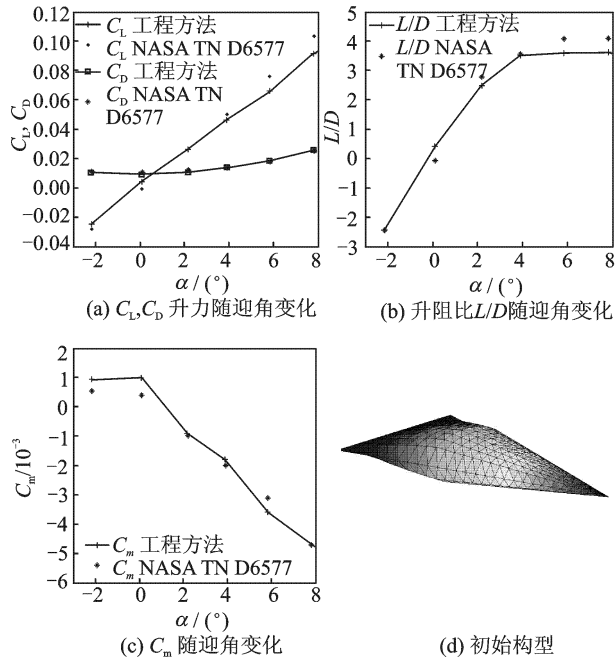 0.12
0.10
0.08
0.06
0.04
0.02
0.00
−0.02
−0.04
C_L, C_D
C_L 工程方法
C_L NASA TN D6577
C_D 工程方法
C_D NASA TN
D6577
−2 0 2 4 6 8
α / (°)
(a) C_L,C_D 升力随迎角变化
5
4
3
2
1
0
−1
−2
−3
L/D
L/D 工程方法
L/D NASA
TN D6577
−2 0 2 4 6 8
α / (°)
(b) 升阻比L/D随迎角变化
2
1
0
−1
−2
−3
−4
−5
−6
C_m/10⁻³
C_m 工程方法
C_m NASA TN D6577
−2 0 2 4 6 8
α / (°)
(c) C_m 随迎角变化
(d) 初始构型